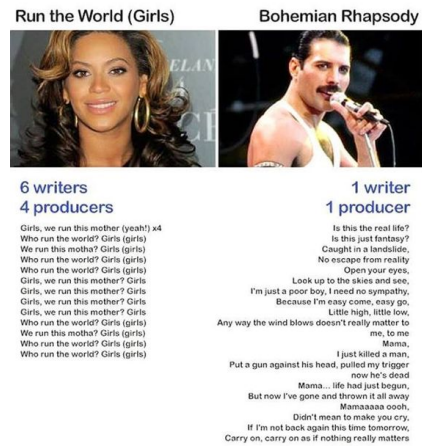 Run the World (Girls)
Bohemian Rhapsody
ELAN
6 writers
4 producers
Girls, we run this mother (yeah!) x4
Who run the world? Girls (girls)
We run this motha? Girls (girls)
Who run the world? Girls (girls)
Who run the world? Girls (girls)
Girls, we run this mother? Girls
Girls, we run this mother? Girls
Girls, we run this mother? Girls
Girls, we run this mother? Girls
Who run the world? Girls (girls)
We run this motha? Girls (girls)
Who run the world? Girls (girls)
Who run the world? Girls (girls)
1 writer
1 producer
Is this the real life?
Is this just fantasy?
Caught in a landslide,
No escape from reality
Open your eyes,
Look up to the skies and see,
I'm just a poor boy, I need no sympathy,
Because I'm easy come, easy go,
Little high, little low,
Any way the wind blows doesn't really matter to
me, to me
Mama,
I just killed a man,
Put a gun against his head, pulled my trigger
now he's dead
Mama... life had just begun,
But now I've gone and thrown it all away
Mamaaaaa oooh,
Didn't mean to make you cry,
If I'm not back again this time tomorrow,
Carry on, carry on as if nothing really matters